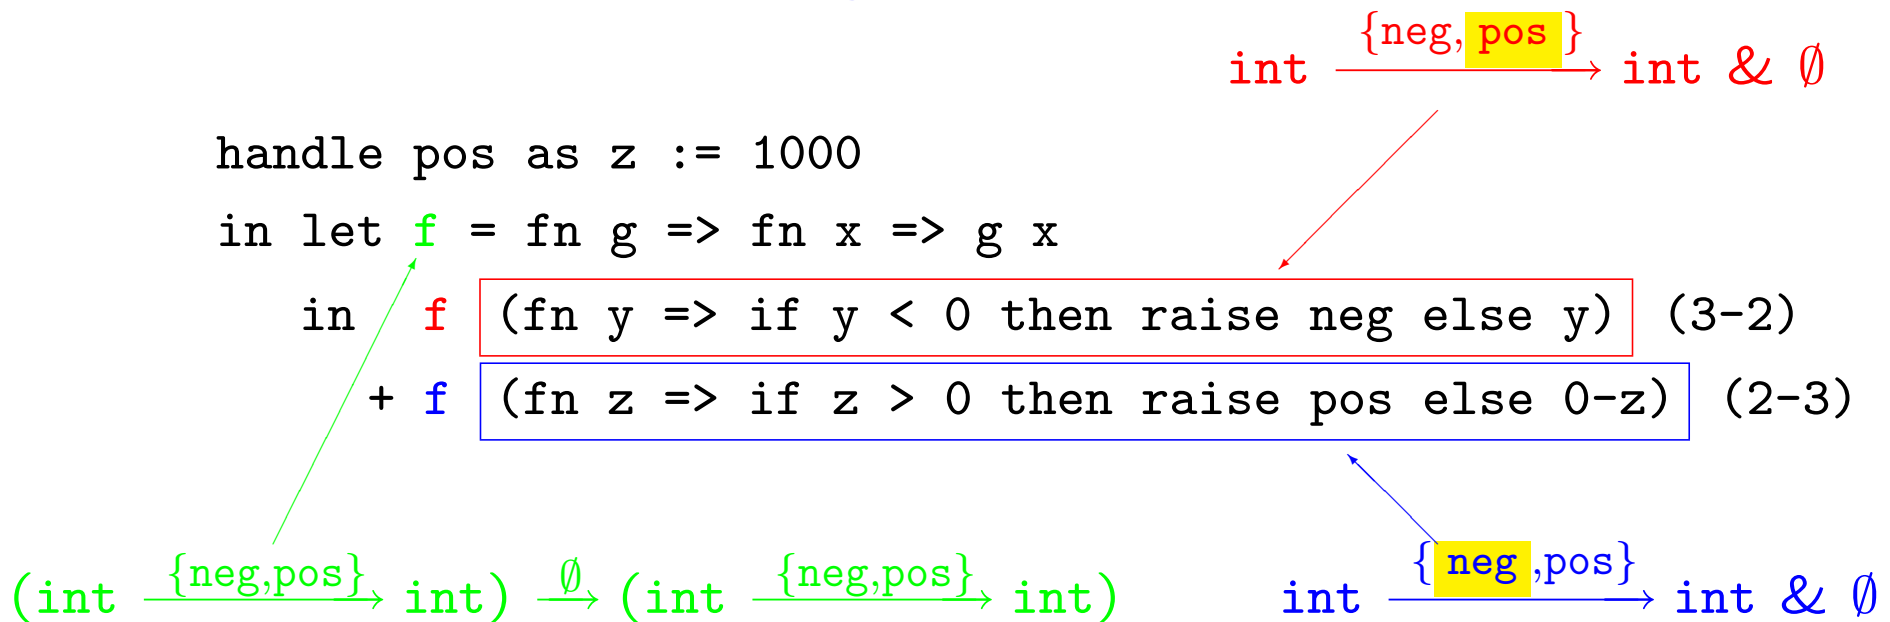 int {neg, pos} → int & ∅
handle pos as z := 1000
in let f = fn g => fn x => g x
in f (fn y => if y < 0 then raise neg else y) (3-2)
+ f (fn z => if z > 0 then raise pos else 0-z) (2-3)
(int {neg,pos} → int) ∅ → (int {neg,pos} → int)
int {neg,pos} → int & ∅